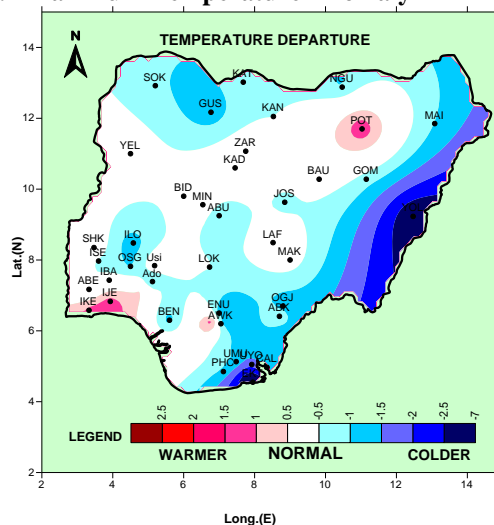 TEMPERATURE DEPARTURE
N
14
12
10
8
6
4
2
Lat.(N)
SOK
KAT
NGU
GUS
KAN
POT
MAI
YEL
ZAR
KAD
BAU
GOM
BID
MIN
ABU
JOS
SHK
ILO
LAF
ISE
OSG
Usi
LOK
MAK
IBA
Ado
ABE
IJE
IKE
BEN
ENU
AWK
OGJ
UMU
UYO
CAL
PHC
2.5
2
1.5
1
0.5
-0.5
-1
-1.5
-2
-2.5
-7
LEGEND
WARMER
NORMAL
COLDER
2
4
6
8
10
12
14
Long.(E)